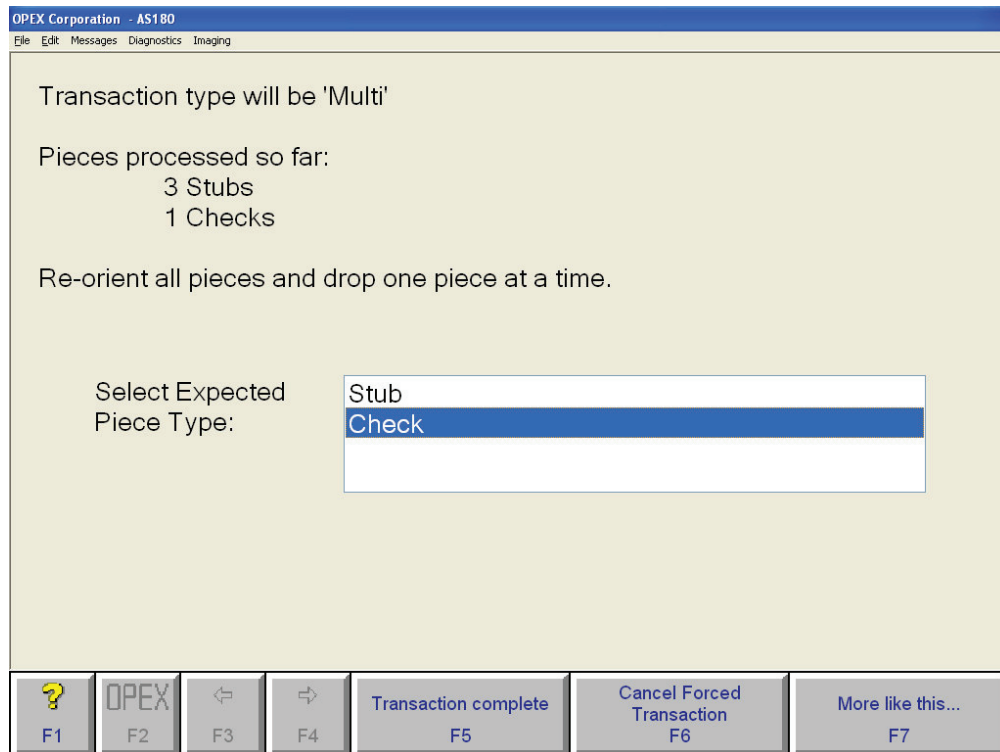 OPEX Corporation - AS180
File Edit Messages Diagnostics Imaging
Transaction type will be 'Multi'
Pieces processed so far:
3 Stubs
1 Checks
Re-orient all pieces and drop one piece at a time.
Select Expected
Piece Type:
Stub
Check
? F1
OPEX F2
⇦ F3
⇨ F4
Transaction complete
F5
Cancel Forced
Transaction
F6
More like this...
F7